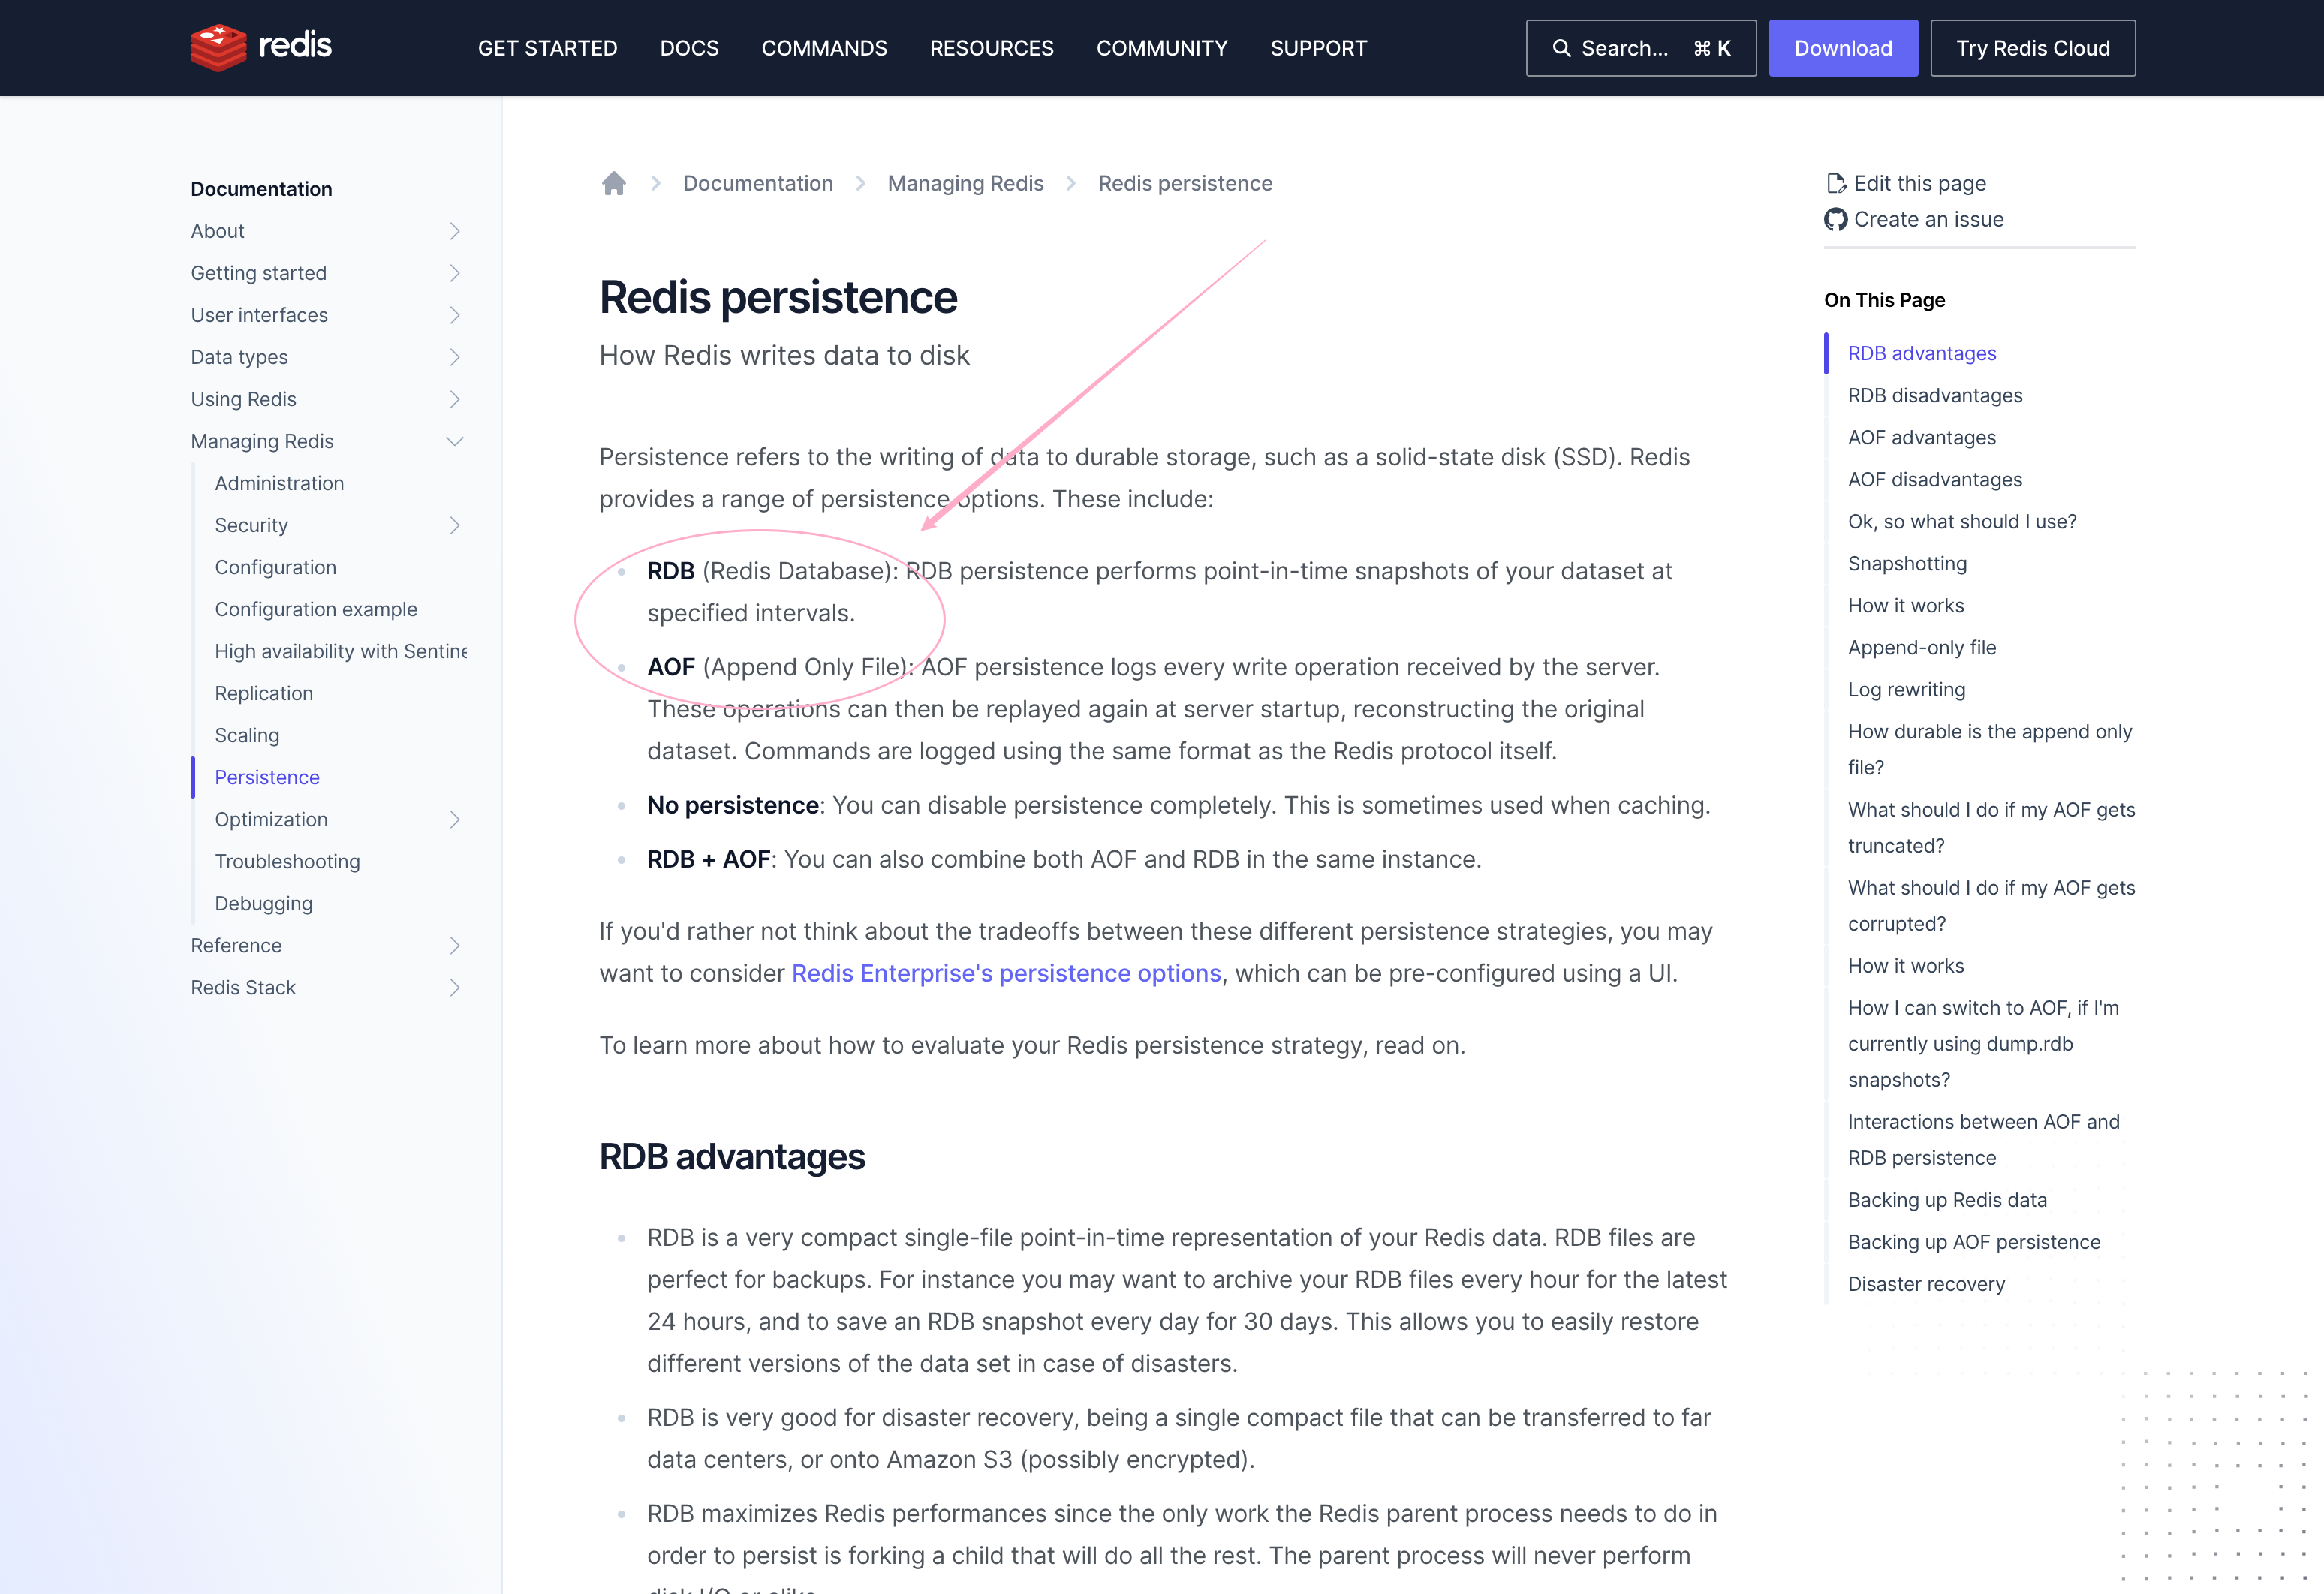 redis
GET STARTED DOCS COMMANDS RESOURCES COMMUNITY SUPPORT
Search... ⌘ K
Download
Try Redis Cloud
Documentation
About
Getting started
User interfaces
Data types
Using Redis
Managing Redis
Administration
Security
Configuration
Configuration example
High availability with Sentine
Replication
Scaling
Persistence
Optimization
Troubleshooting
Debugging
Reference
Redis Stack
Documentation Managing Redis Redis persistence
Redis persistence
How Redis writes data to disk
Persistence refers to the writing of data to durable storage, such as a solid-state disk (SSD). Redis
provides a range of persistence options. These include:
RDB (Redis Database): RDB persistence performs point-in-time snapshots of your dataset at
specified intervals.
AOF (Append Only File): AOF persistence logs every write operation received by the server.
These operations can then be replayed again at server startup, reconstructing the original
dataset. Commands are logged using the same format as the Redis protocol itself.
No persistence: You can disable persistence completely. This is sometimes used when caching.
RDB + AOF: You can also combine both AOF and RDB in the same instance.
If you'd rather not think about the tradeoffs between these different persistence strategies, you may
want to consider Redis Enterprise's persistence options, which can be pre-configured using a UI.
To learn more about how to evaluate your Redis persistence strategy, read on.
RDB advantages
RDB is a very compact single-file point-in-time representation of your Redis data. RDB files are
perfect for backups. For instance you may want to archive your RDB files every hour for the latest
24 hours, and to save an RDB snapshot every day for 30 days. This allows you to easily restore
different versions of the data set in case of disasters.
RDB is very good for disaster recovery, being a single compact file that can be transferred to far
data centers, or onto Amazon S3 (possibly encrypted).
RDB maximizes Redis performances since the only work the Redis parent process needs to do in
order to persist is forking a child that will do all the rest. The parent process will never perform
disk I/O or alike.
Edit this page
Create an issue
On This Page
RDB advantages
RDB disadvantages
AOF advantages
AOF disadvantages
Ok, so what should I use?
Snapshotting
How it works
Append-only file
Log rewriting
How durable is the append only
file?
What should I do if my AOF gets
truncated?
What should I do if my AOF gets
corrupted?
How it works
How I can switch to AOF, if I'm
currently using dump.rdb
snapshots?
Interactions between AOF and
RDB persistence
Backing up Redis data
Backing up AOF persistence
Disaster recovery